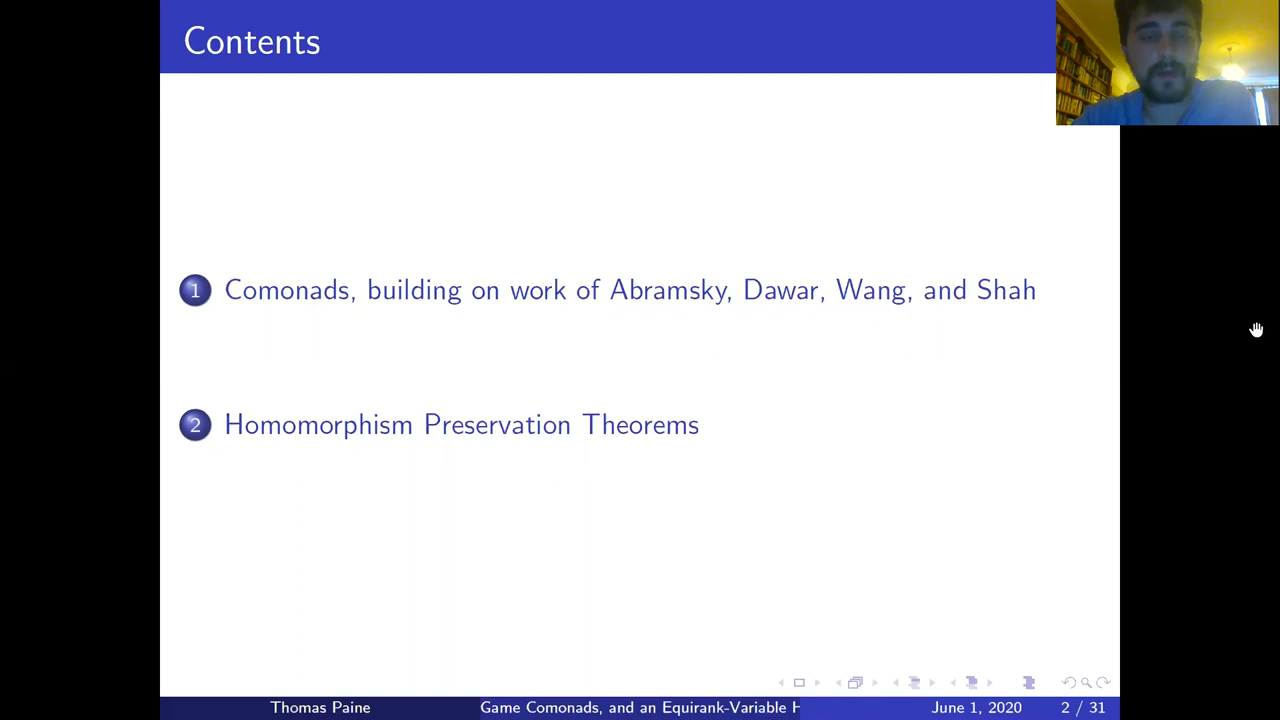 Contents
1 Comonads, building on work of Abramsky, Dawar, Wang, and Shah
2 Homomorphism Preservation Theorems
Thomas Paine
Game Comonads, and an Equirank-Variable H
June 1, 2020
2 / 31